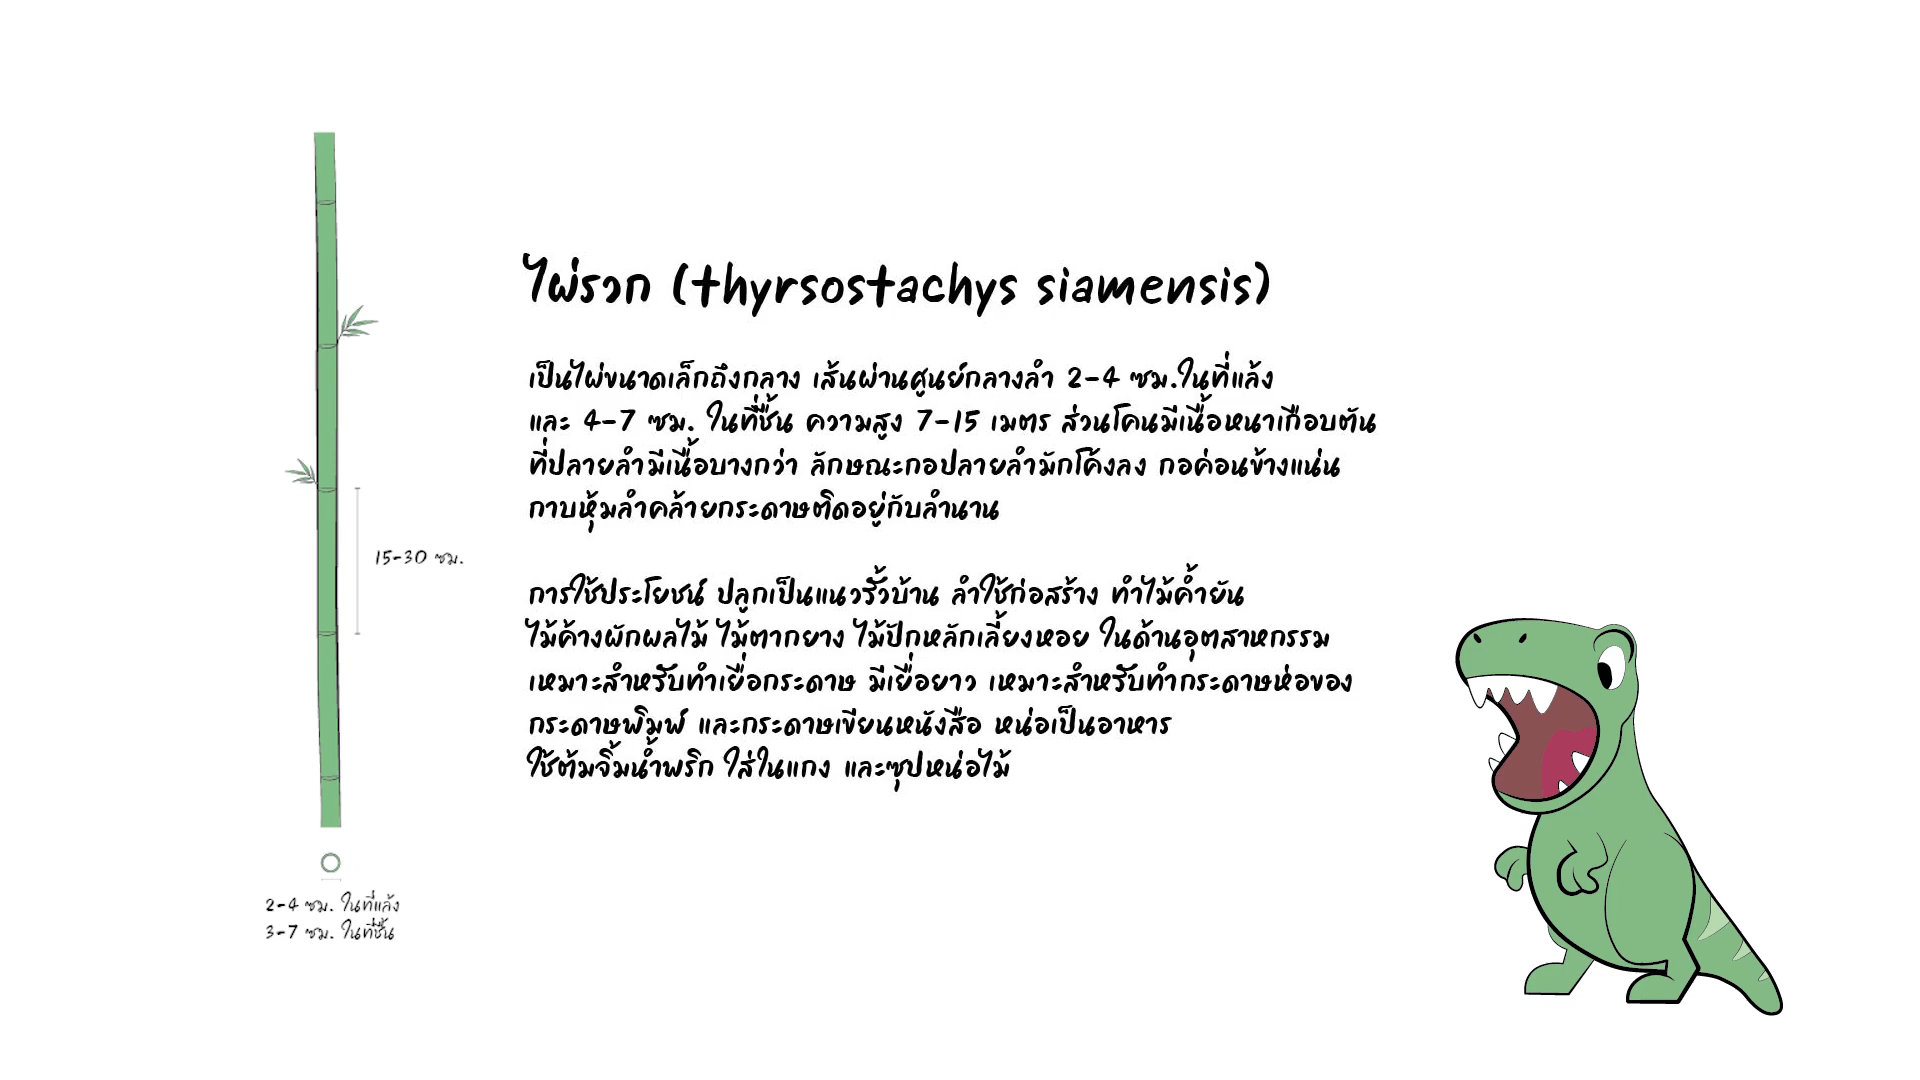 ไผ่รวก (thyrsostachys siamensis)
เป็นไผ่ขนาดเล็กถึงกลาง เส้นผ่านศูนย์กลางลำ 2-4 ซม.ในที่แล้ง
และ 4-7 ซม. ในที่ชื้น ความสูง 7-15 เมตร ส่วนโคนมีเนื้อหนาเกือบตัน
ที่ปลายลำมีเนื้อบางกว่า ลักษณะกอปลายลำมักโค้งลง กอค่อนข้างแน่น
กาบหุ้มลำคล้ายกระดาษติดอยู่กับลำนาน
การใช้ประโยชน์ ปลูกเป็นแนวรั้วบ้าน ลำใช้ก่อสร้าง ทำไม้ค้ำยัน
ไม้ค้างผักผลไม้ ไม้ตากยาง ไม้ปักหลักเลี้ยงหอย ในด้านอุตสาหกรรม
เหมาะสำหรับทำเยื่อกระดาษ มีเยื่อยาว เหมาะสำหรับทำกระดาษห่อของ
กระดาษพิมพ์ และกระดาษเขียนหนังสือ หน่อเป็นอาหาร
ใช้ต้มจิ้มน้ำพริก ใส่ในแกง และซุปหน่อไม้
15-30 ซม.
2-4 ซม. ในที่แล้ง
3-7 ซม. ในที่ชื้น